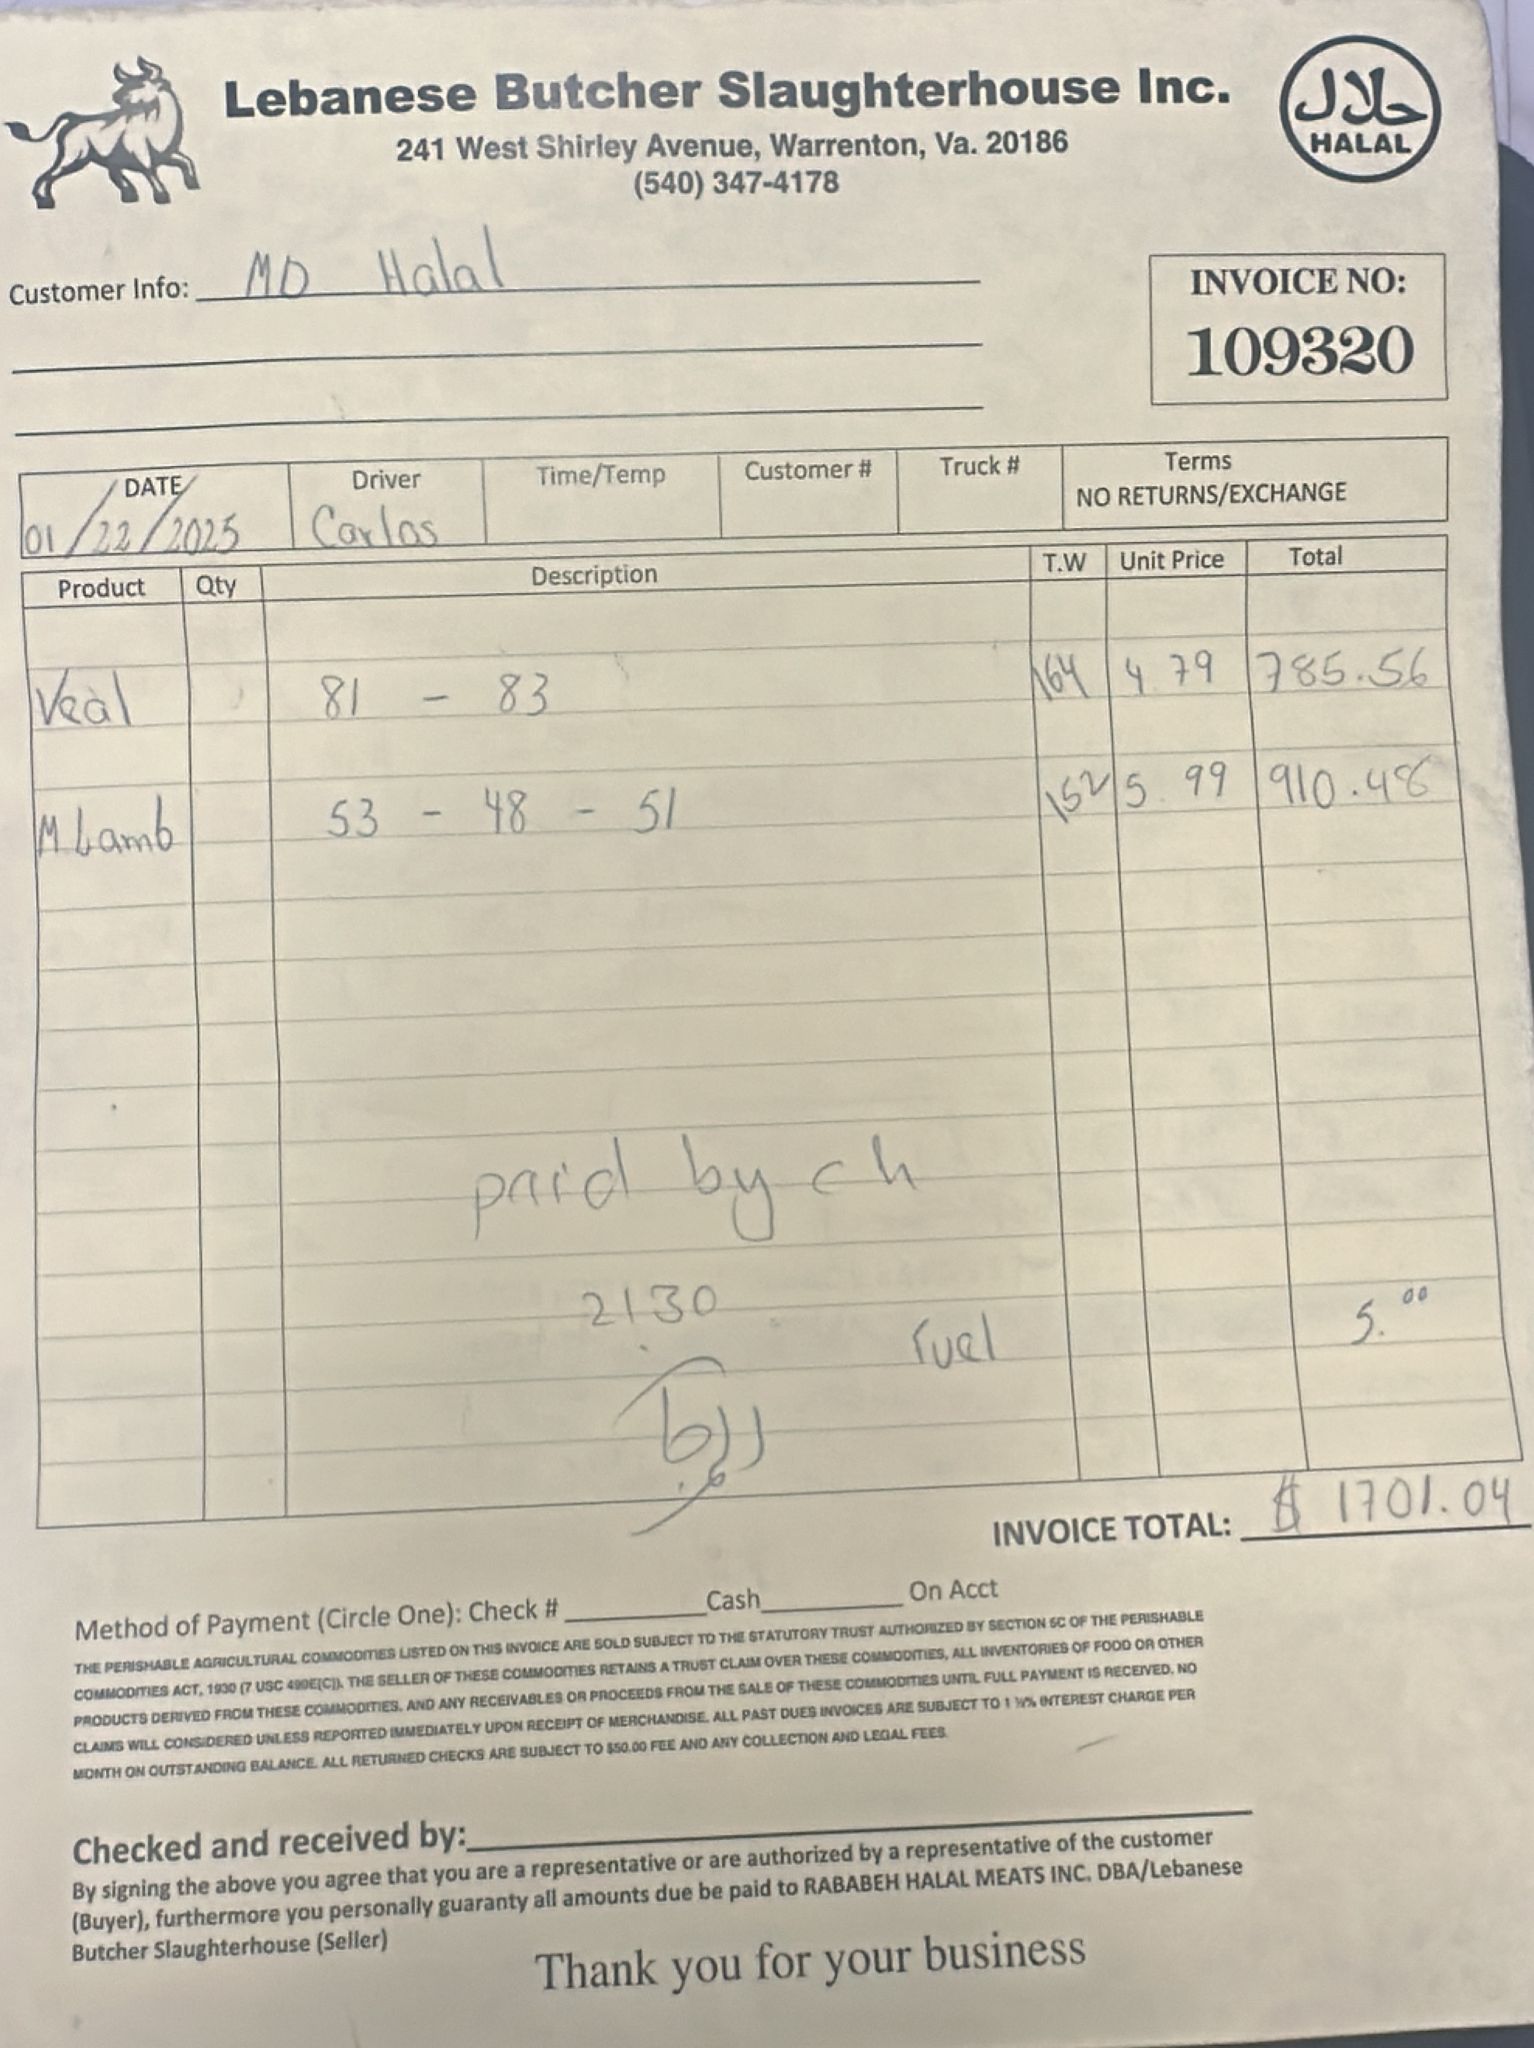 Lebanese Butcher Slaughterhouse Inc.
241 West Shirley Avenue, Warrenton, Va. 20186
(540) 347-4178
حلال
HALAL
Customer Info: MD Halal
INVOICE NO:
109320
DATE Driver Time/Temp Customer # Truck # Terms
NO RETURNS/EXCHANGE
01/22/2025 Carlos
Product Qty Description T.W Unit Price Total
Veal 81 - 83 164 4 79 785.56
M Lamb 53 - 48 - 51 152 5 99 910.48
paid by ch
2130
Fuel 5.00
INVOICE TOTAL: $ 1701.04
Method of Payment (Circle One): Check # Cash On Acct
THE PERISHABLE AGRICULTURAL COMMODITIES LISTED ON THIS INVOICE ARE SOLD SUBJECT TO THE STATUTORY TRUST AUTHORIZED BY SECTION 5C OF THE PERISHABLE
COMMODITIES ACT, 1930 (7 USC 499E(C)). THE SELLER OF THESE COMMODITIES RETAINS A TRUST CLAIM OVER THESE COMMODITIES, ALL INVENTORIES OF FOOD OR OTHER
PRODUCTS DERIVED FROM THESE COMMODITIES. AND ANY RECEIVABLES OR PROCEEDS FROM THE SALE OF THESE COMMODITIES UNTIL FULL PAYMENT IS RECEIVED. NO
CLAIMS WILL CONSIDERED UNLESS REPORTED IMMEDIATELY UPON RECEIPT OF MERCHANDISE. ALL PAST DUES INVOICES ARE SUBJECT TO 1 ½% INTEREST CHARGE PER
MONTH ON OUTSTANDING BALANCE. ALL RETURNED CHECKS ARE SUBJECT TO $50.00 FEE AND ANY COLLECTION AND LEGAL FEES.
Checked and received by:
By signing the above you agree that you are a representative or are authorized by a representative of the customer
(Buyer), furthermore you personally guaranty all amounts due be paid to RABABEH HALAL MEATS INC. DBA/Lebanese
Butcher Slaughterhouse (Seller)
Thank you for your business